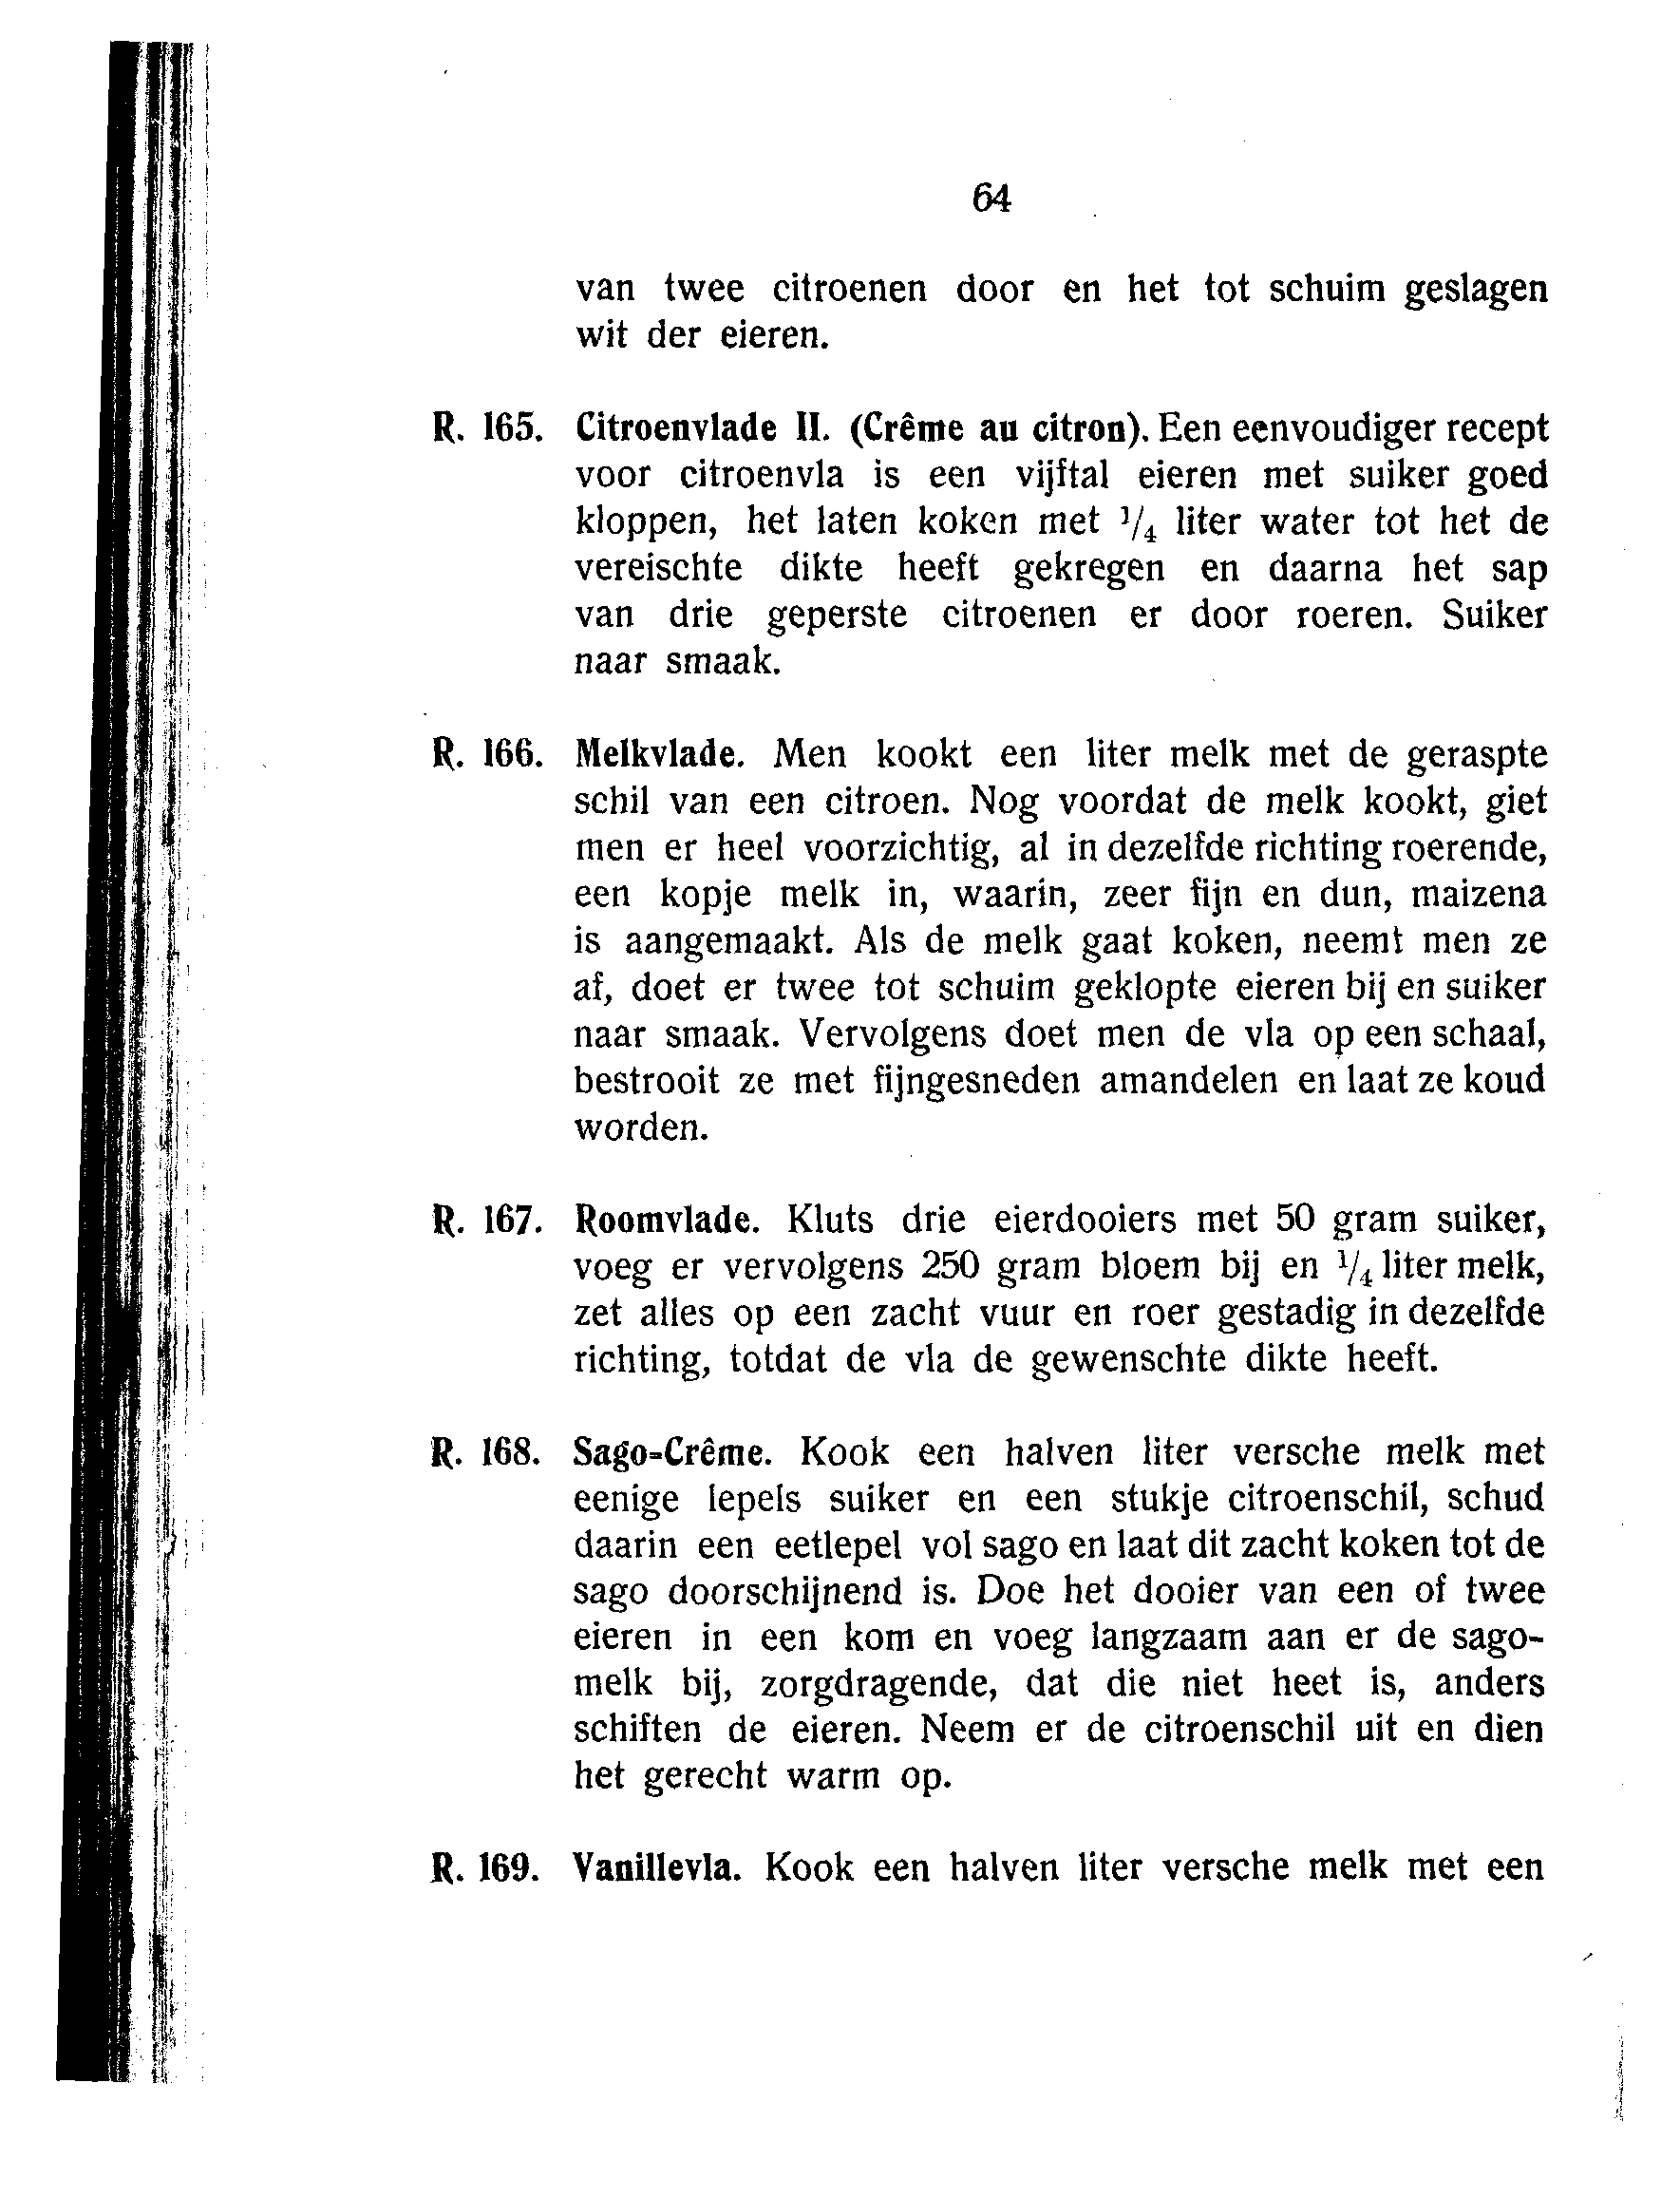 64
van twee citroenen door en het tot schuim geslagen
wit der eieren.
R. 165. Citroenvlade II. (Crême au citron). Een eenvoudiger recept
voor citroenvla is een vijftal eieren met suiker goed
kloppen, het laten koken met 1/4 liter water tot het de
vereischte dikte heeft gekregen en daarna het sap
van drie geperste citroenen er door roeren. Suiker
naar smaak.
R. 166. Melkvlade. Men kookt een liter melk met de geraspte
schil van een citroen. Nog voordat de melk kookt, giet
men er heel voorzichtig, al in dezelfde richting roerende,
een kopje melk in, waarin, zeer fijn en dun, maizena
is aangemaakt. Als de melk gaat koken, neemt men ze
af, doet er twee tot schuim geklopte eieren bij en suiker
naar smaak. Vervolgens doet men de vla op een schaal,
bestrooit ze met fijngesneden amandelen en laat ze koud
worden.
R. 167. Roomvlade. Kluts drie eierdooiers met 50 gram suiker,
voeg er vervolgens 250 gram bloem bij en 1/4 liter melk,
zet alles op een zacht vuur en roer gestadig in dezelfde
richting, totdat de vla de gewenschte dikte heeft.
R. 168. Sago-Crême. Kook een halven liter versche melk met
eenige lepels suiker en een stukje citroenschil, schud
daarin een eetlepel vol sago en laat dit zacht koken tot de
sago doorschijnend is. Doe het dooier van een of twee
eieren in een kom en voeg langzaam aan er de sago-
melk bij, zorgdragende, dat die niet heet is, anders
schiften de eieren. Neem er de citroenschil uit en dien
het gerecht warm op.
R. 169. Vanillevla. Kook een halven liter versche melk met een